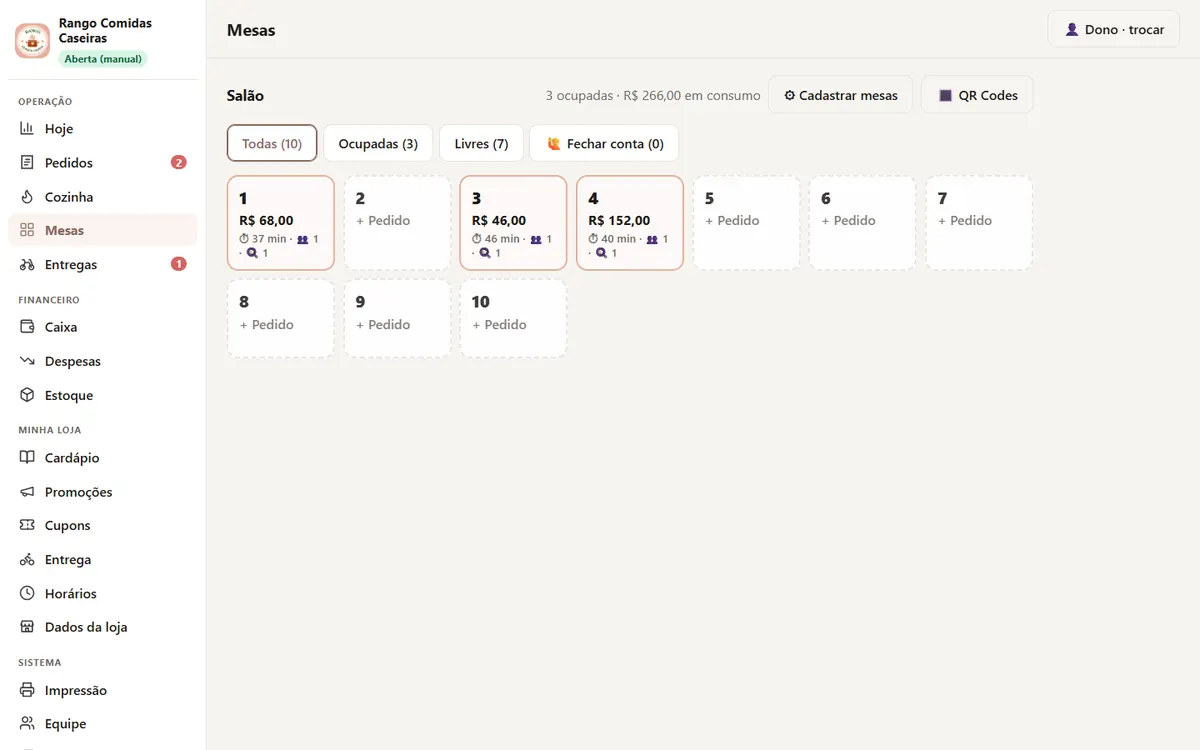 Rango Comidas
Caseiras
Aberta (manual)
OPERAÇÃO
Hoje
Pedidos 2
Cozinha
Mesas
Entregas 1
FINANCEIRO
Caixa
Despesas
Estoque
MINHA LOJA
Cardápio
Promoções
Cupons
Entrega
Horários
Dados da loja
SISTEMA
Impressão
Equipe
Mesas
Dono · trocar
Salão
3 ocupadas · R$ 266,00 em consumo
Cadastrar mesas
QR Codes
Todas (10)
Ocupadas (3)
Livres (7)
Fechar conta (0)
1
R$ 68,00
37 min · 1
· 1
2
+ Pedido
3
R$ 46,00
46 min · 1
· 1
4
R$ 152,00
40 min · 1
· 1
5
+ Pedido
6
+ Pedido
7
+ Pedido
8
+ Pedido
9
+ Pedido
10
+ Pedido